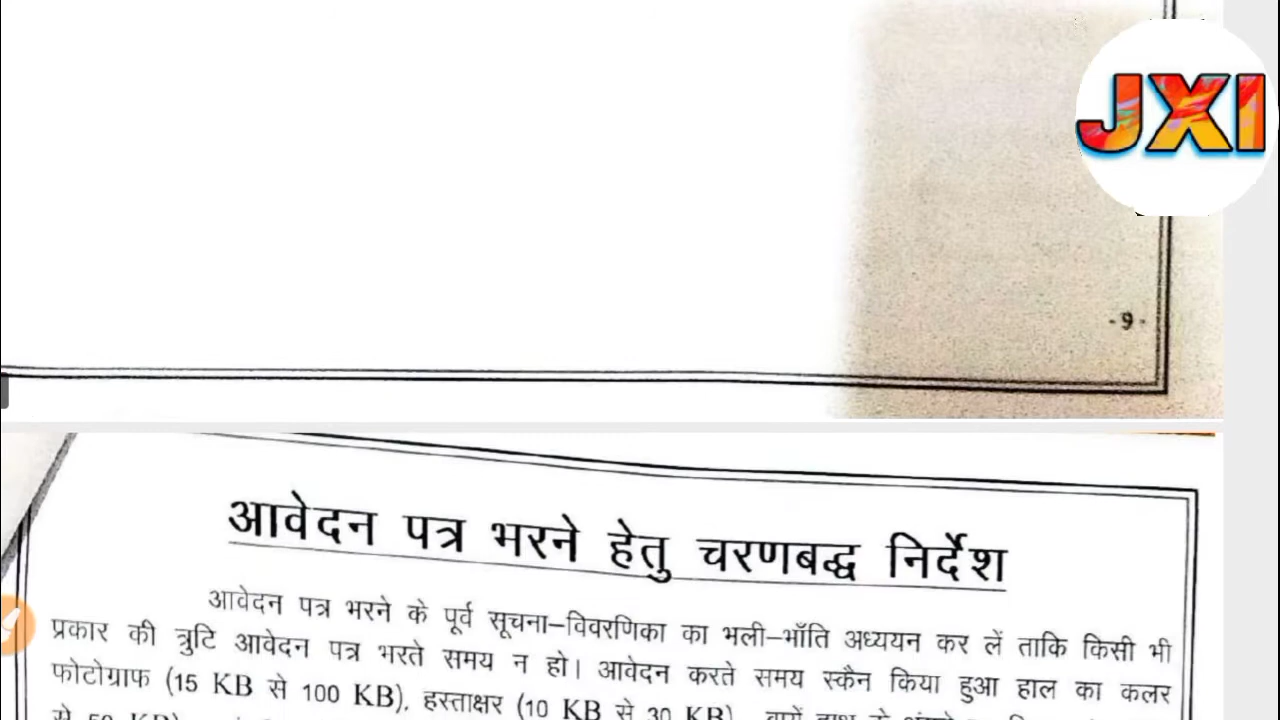 JXI
- 9 -
आवेदन पत्र भरने हेतु चरणबद्ध निर्देश
आवेदन पत्र भरने के पूर्व सूचना–विवरणिका का भली–भाँति अध्ययन कर लें ताकि किसी भी
प्रकार की त्रुटि आवेदन पत्र भरते समय न हो। आवेदन करते समय स्कैन किया हुआ हाल का कलर
फोटोग्राफ (15 KB से 100 KB), हस्ताक्षर (10 KB से 30 KB)